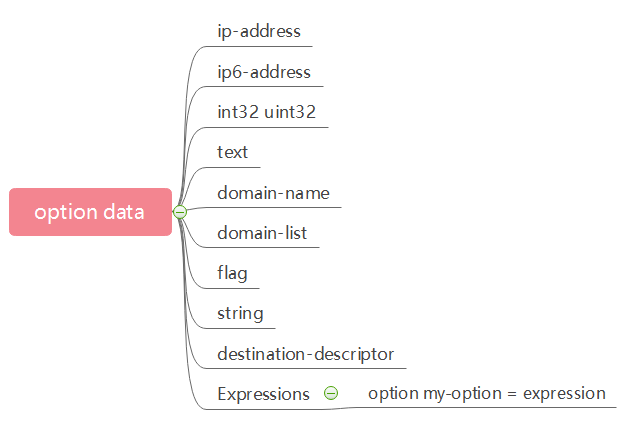 ip-address
ip6-address
int32 uint32
text
domain-name
option data
domain-list
flag
string
destination-descriptor
Expressions
option my-option = expression